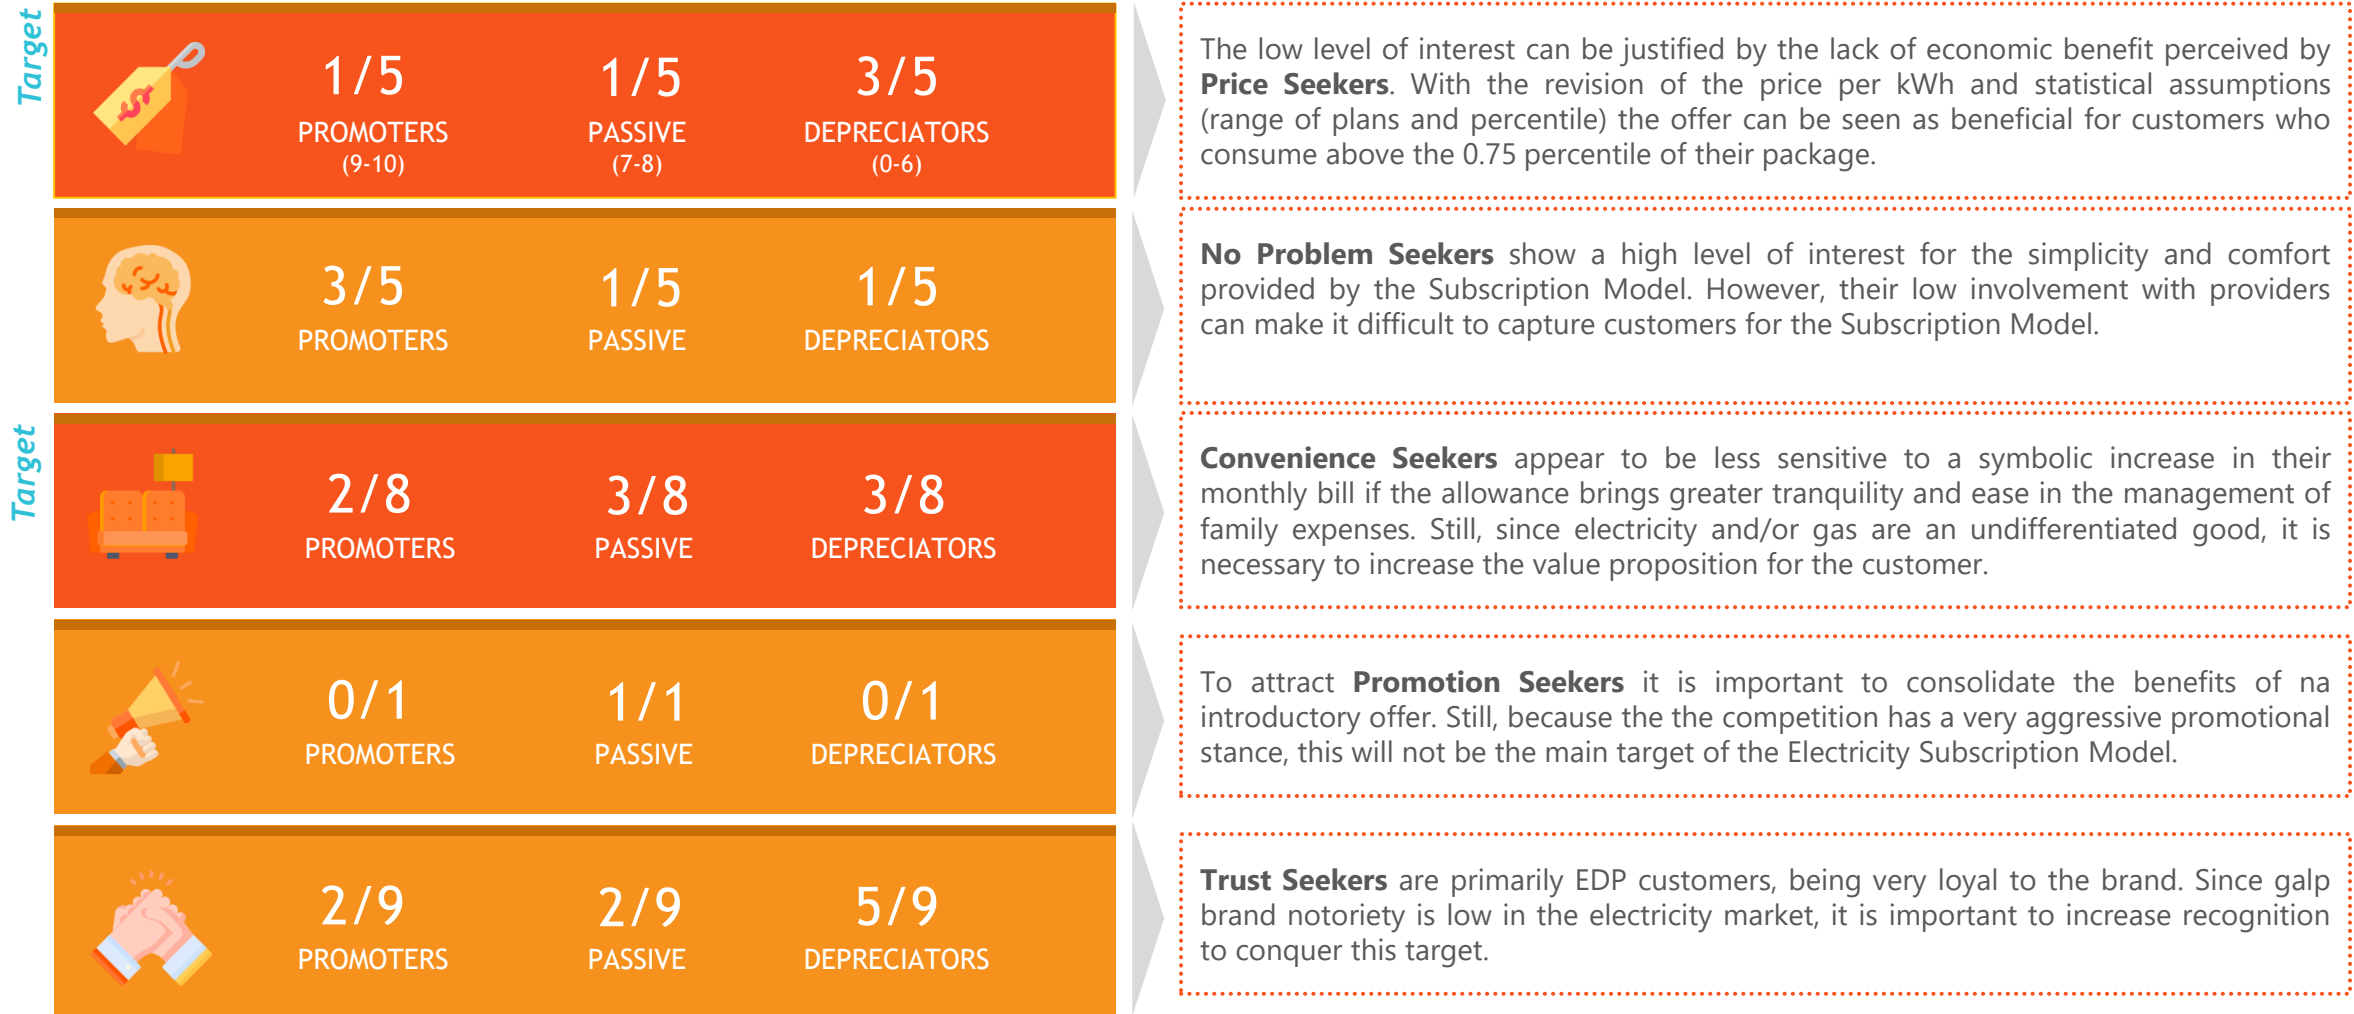 Target
1/5
PROMOTERS
(9-10)
1/5
PASSIVE
(7-8)
3/5
DEPRECIATORS
(0-6)
The low level of interest can be justified by the lack of economic benefit perceived by
Price Seekers. With the revision of the price per kWh and statistical assumptions
(range of plans and percentile) the offer can be seen as beneficial for customers who
consume above the 0.75 percentile of their package.
3/5
PROMOTERS
1/5
PASSIVE
1/5
DEPRECIATORS
No Problem Seekers show a high level of interest for the simplicity and comfort
provided by the Subscription Model. However, their low involvement with providers
can make it difficult to capture customers for the Subscription Model.
Target
2/8
PROMOTERS
3/8
PASSIVE
3/8
DEPRECIATORS
Convenience Seekers appear to be less sensitive to a symbolic increase in their
monthly bill if the allowance brings greater tranquility and ease in the management of
family expenses. Still, since electricity and/or gas are an undifferentiated good, it is
necessary to increase the value proposition for the customer.
0/1
PROMOTERS
1/1
PASSIVE
0/1
DEPRECIATORS
To attract Promotion Seekers it is important to consolidate the benefits of na
introductory offer. Still, because the the competition has a very aggressive promotional
stance, this will not be the main target of the Electricity Subscription Model.
2/9
PROMOTERS
2/9
PASSIVE
5/9
DEPRECIATORS
Trust Seekers are primarily EDP customers, being very loyal to the brand. Since galp
brand notoriety is low in the electricity market, it is important to increase recognition
to conquer this target.